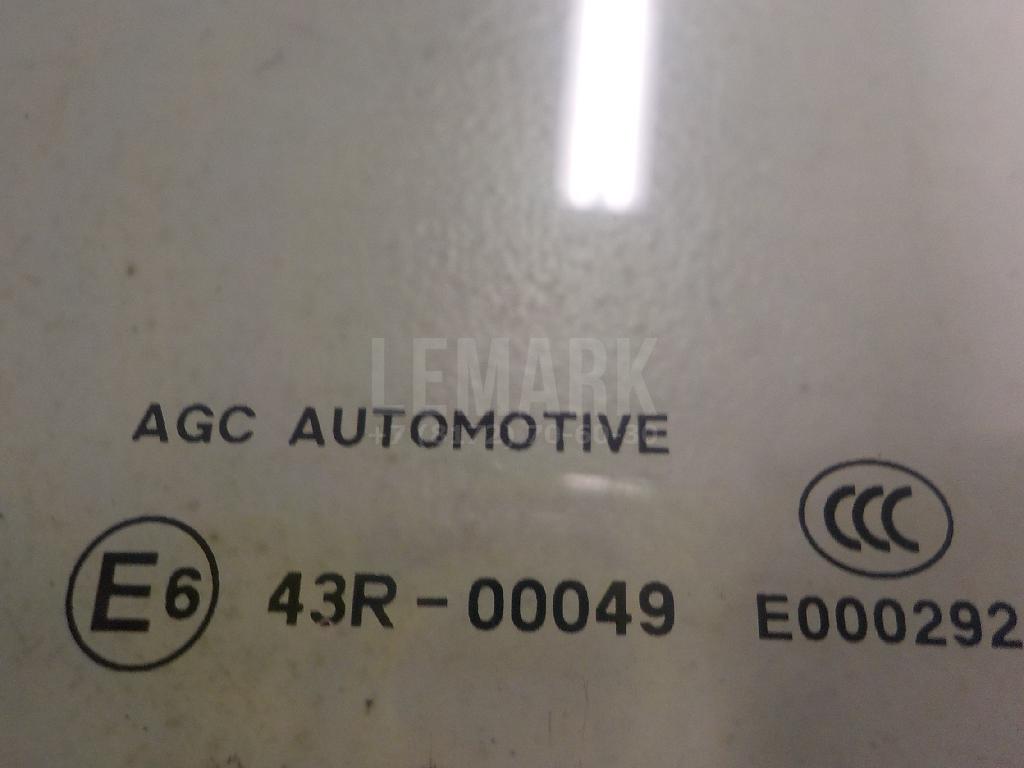 LEMARK
AGC AUTOMOTIVE
CCC
E6 43R-00049
E000292